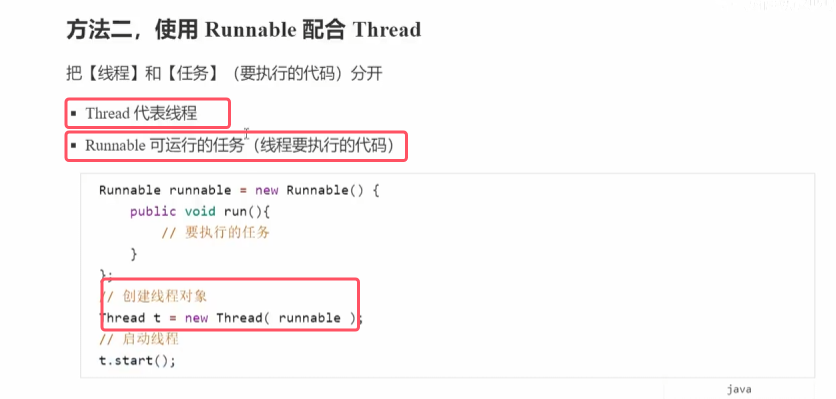 方法二，使用 Runnable 配合 Thread
把【线程】和【任务】（要执行的代码）分开
▪ Thread 代表线程
▪ Runnable 可运行的任务（线程要执行的代码）
Runnable runnable = new Runnable() {
    public void run(){
        // 要执行的任务
    }
};
// 创建线程对象
Thread t = new Thread( runnable );
// 启动线程
t.start();
java